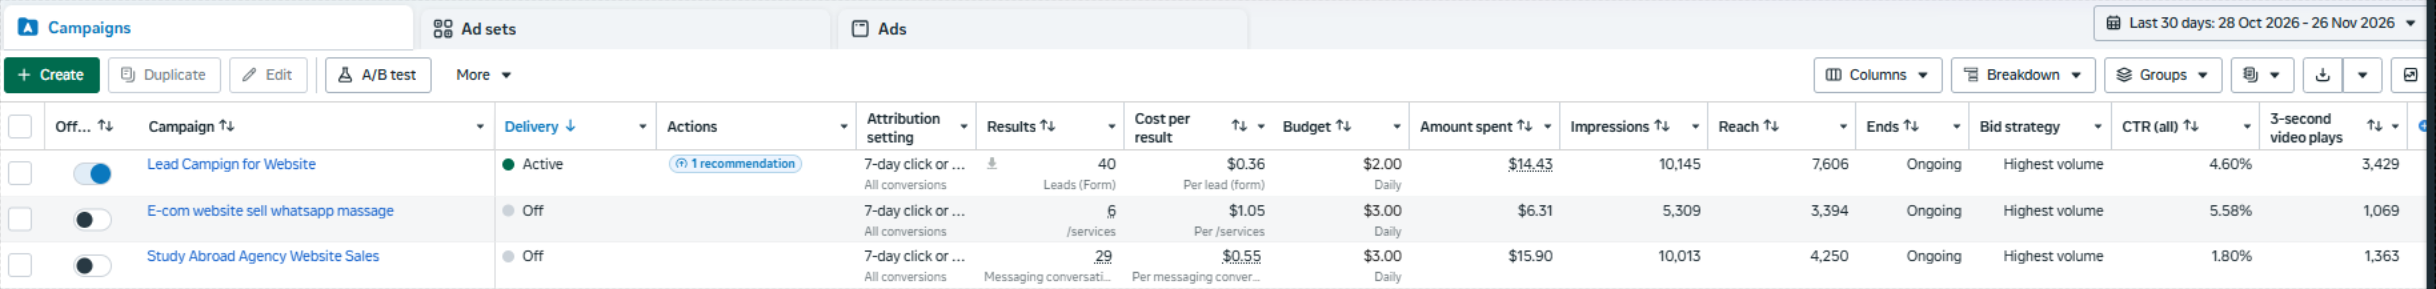 Campaigns Ad sets Ads Last 30 days: 28 Oct 2026 - 26 Nov 2026
+ Create Duplicate Edit A/B test More Columns Breakdown Groups
Off... Campaign Delivery Actions Attribution setting Results Cost per result Budget Amount spent Impressions Reach Ends Bid strategy CTR (all) 3-second video plays
Lead Campign for Website Active 1 recommendation 7-day click or ... 40 $0.36 $2.00 $14.43 10,145 7,606 Ongoing Highest volume 4.60% 3,429
All conversions Leads (Form) Per lead (form) Daily
E-com website sell whatsapp massage Off 7-day click or ... 6 $1.05 $3.00 $6.31 5,309 3,394 Ongoing Highest volume 5.58% 1,069
All conversions /services Per /services Daily
Study Abroad Agency Website Sales Off 7-day click or ... 29 $0.55 $3.00 $15.90 10,013 4,250 Ongoing Highest volume 1.80% 1,363
All conversions Messaging conversati... Per messaging conver... Daily